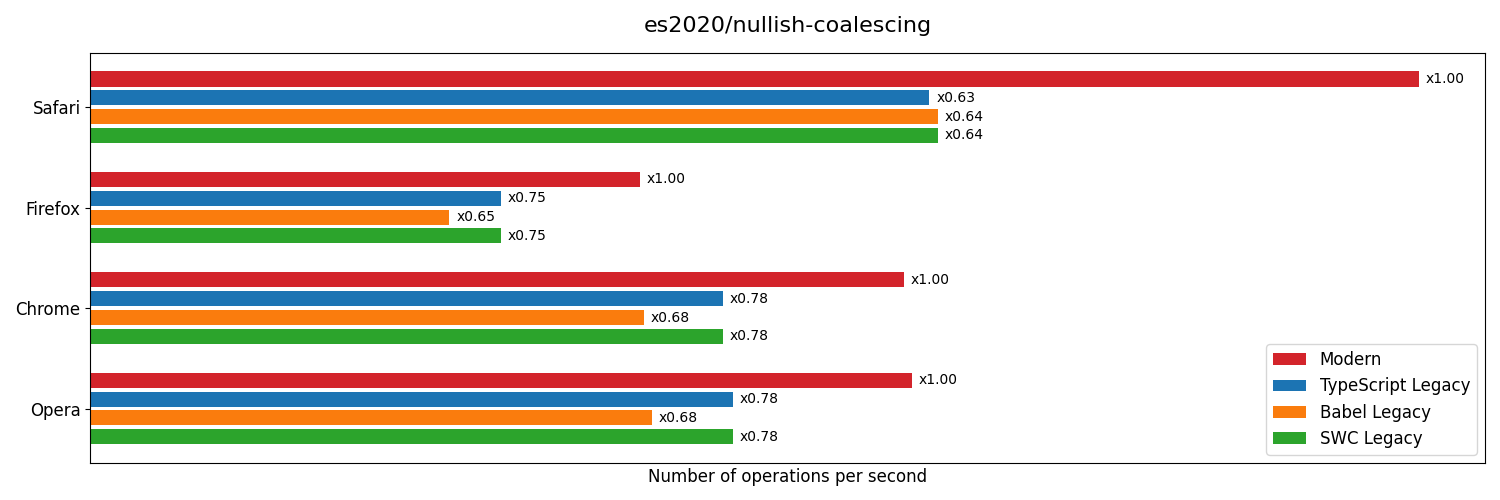 es2020/nullish-coalescing
Safari
x1.00
x0.63
x0.64
x0.64
Firefox
x1.00
x0.75
x0.65
x0.75
Chrome
x1.00
x0.78
x0.68
x0.78
Opera
x1.00
x0.78
x0.68
x0.78
Modern
TypeScript Legacy
Babel Legacy
SWC Legacy
Number of operations per second